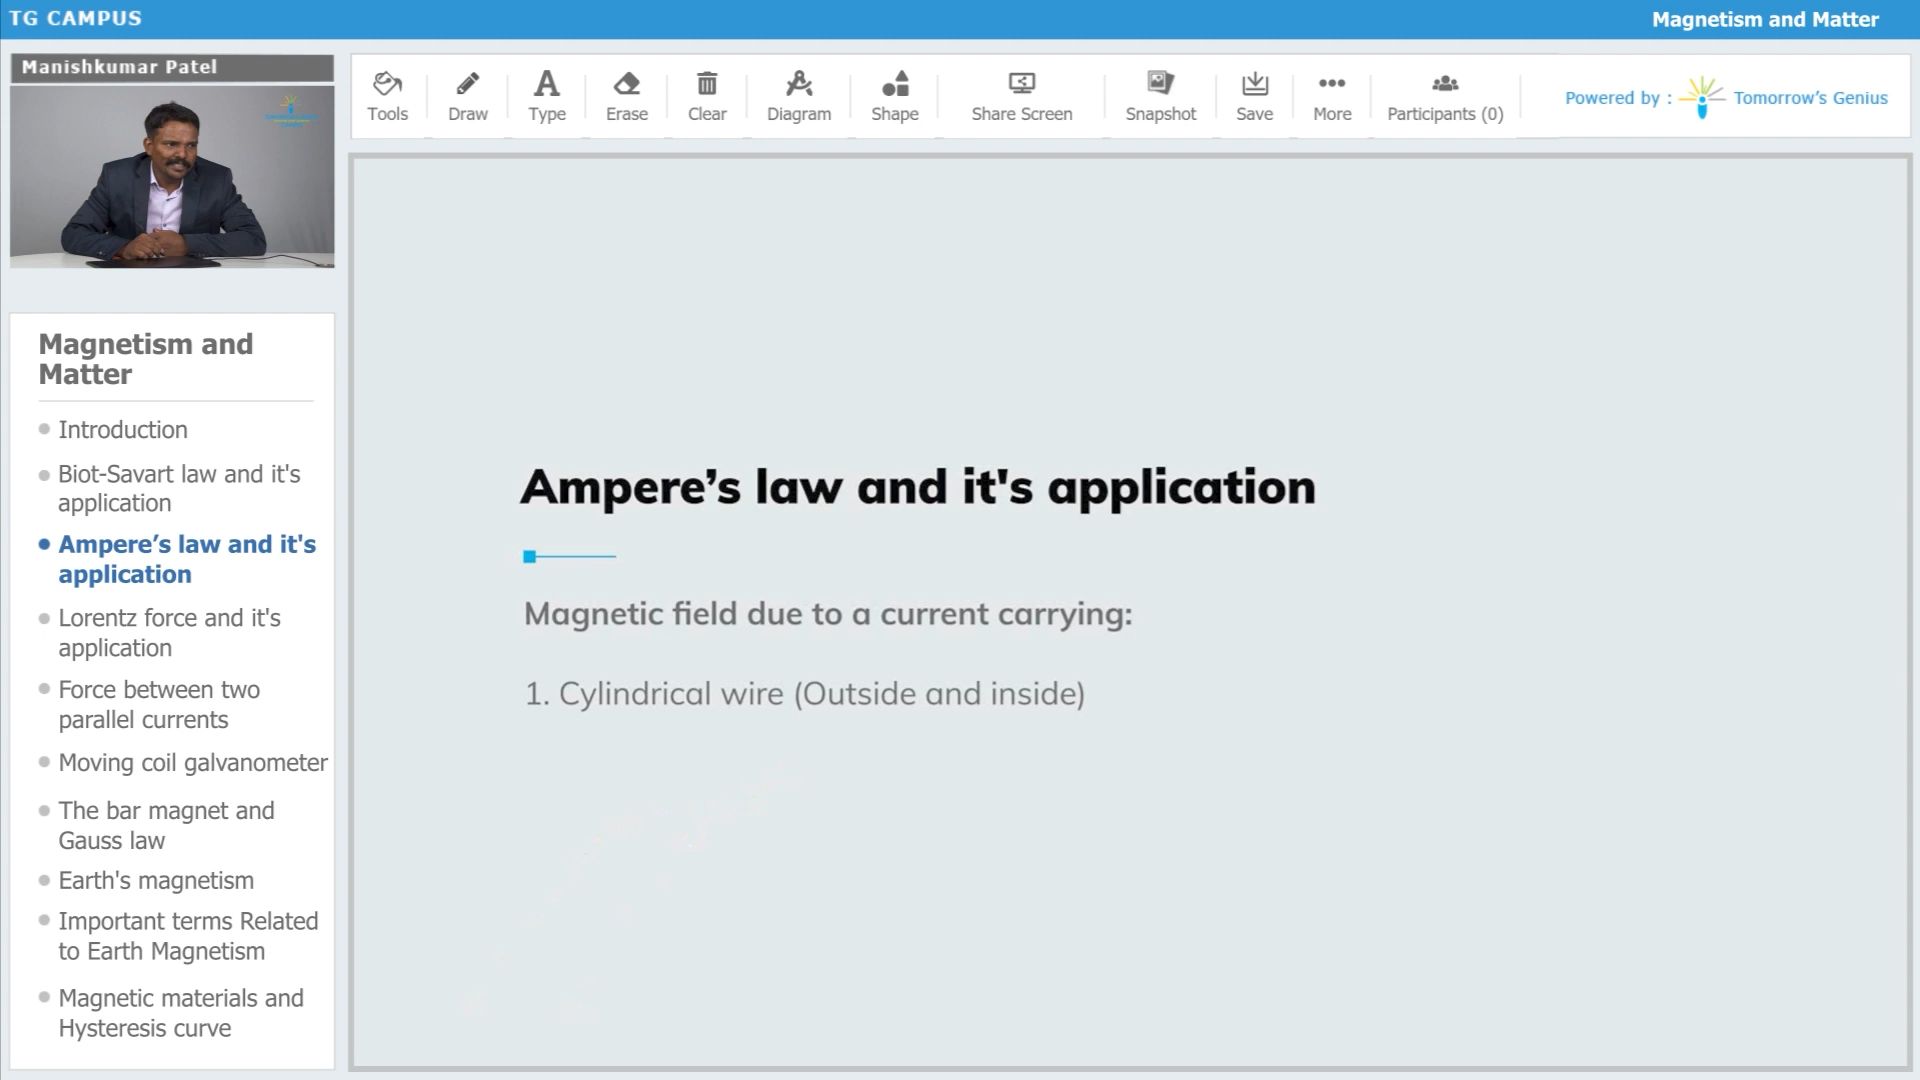 TG CAMPUS
Magnetism and Matter
Manishkumar Patel
Tools
Draw
Type
Erase
Clear
Diagram
Shape
Share Screen
Snapshot
Save
More
Participants (0)
Powered by :
Tomorrow's Genius
Magnetism and
Matter
Introduction
Biot-Savart law and it's
application
Ampere’s law and it's
application
Lorentz force and it's
application
Force between two
parallel currents
Moving coil galvanometer
The bar magnet and
Gauss law
Earth's magnetism
Important terms Related
to Earth Magnetism
Magnetic materials and
Hysteresis curve
Ampere’s law and it's application
Magnetic field due to a current carrying:
1. Cylindrical wire (Outside and inside)